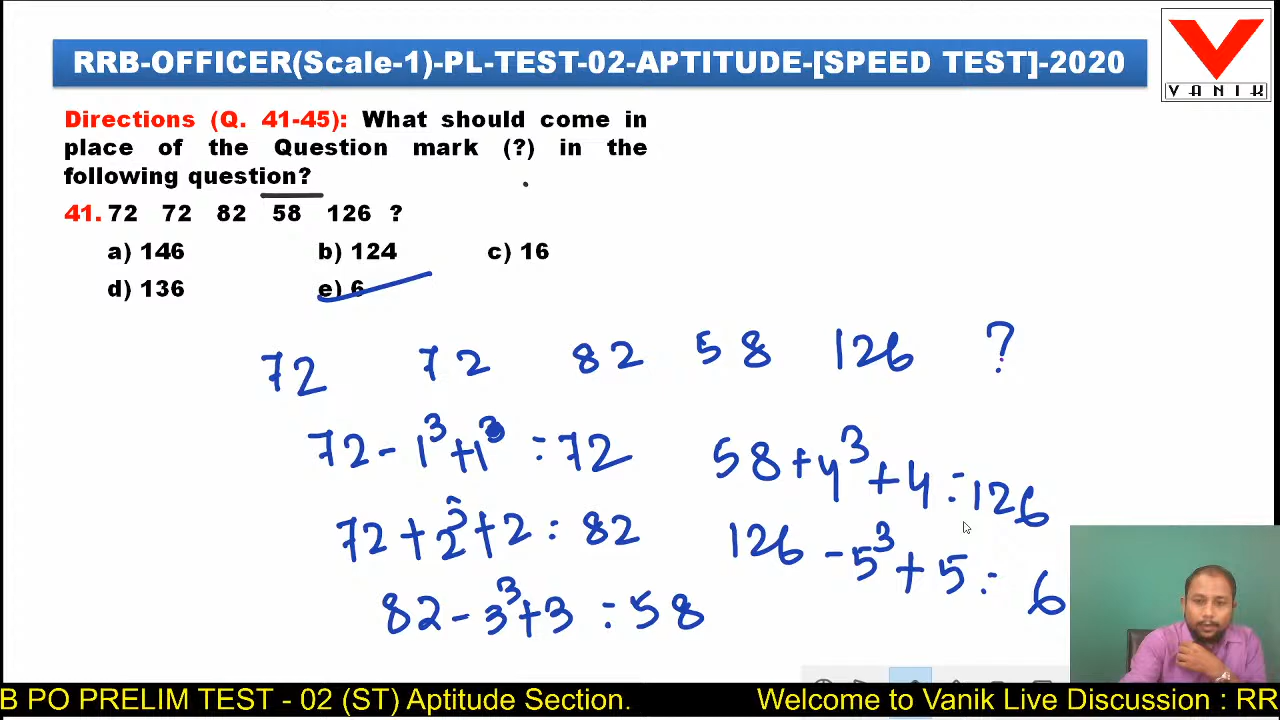 RRB-OFFICER(Scale-1)-PL-TEST-02-APTITUDE-[SPEED TEST]-2020
VANIK
Directions (Q. 41-45): What should come in
place of the Question mark (?) in the
following question?
41. 72 72 82 58 126 ?
a) 146 b) 124 c) 16
d) 136 e) 6
72 72 82 58 126 ?
72 - 1³ + 1³ = 72
72 + 2³ + 2 = 82
82 - 3³ + 3 = 58
58 + 4³ + 4 = 126
126 - 5³ + 5 = 6
B PO PRELIM TEST - 02 (ST) Aptitude Section. Welcome to Vanik Live Discussion : RR